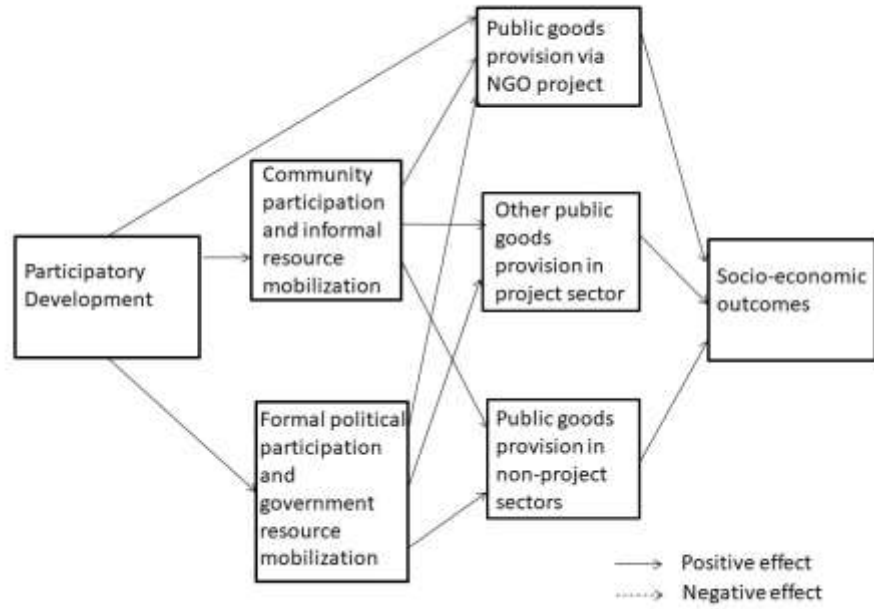 Public goods
provision via
NGO project
Community
participation
and informal
resource
mobilization
Other public
goods
provision in
project sector
Participatory
Development
Socio-economic
outcomes
Formal political
participation
and
government
resource
mobilization
Public goods
provision in
non-project
sectors
Positive effect
Negative effect